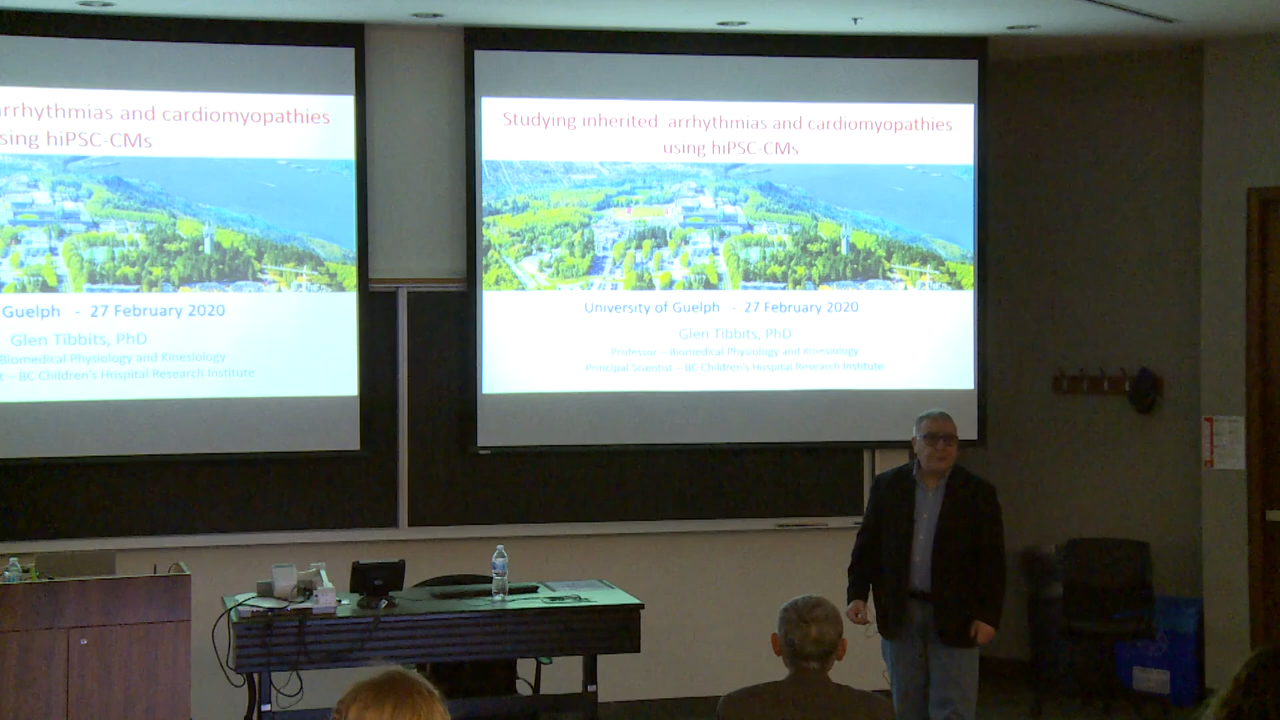 arrhythmias and cardiomyopathies
sing hiPSC-CMs
Guelph - 27 February 2020
Glen Tibbits, PhD
Biomedical Physiology and Kinesiology
– BC Children's Hospital Research Institute
Studying inherited arrhythmias and cardiomyopathies
using hiPSC-CMs
University of Guelph - 27 February 2020
Glen Tibbits, PhD
Professor – Biomedical Physiology and Kinesiology
Principal Scientist – BC Children's Hospital Research Institute